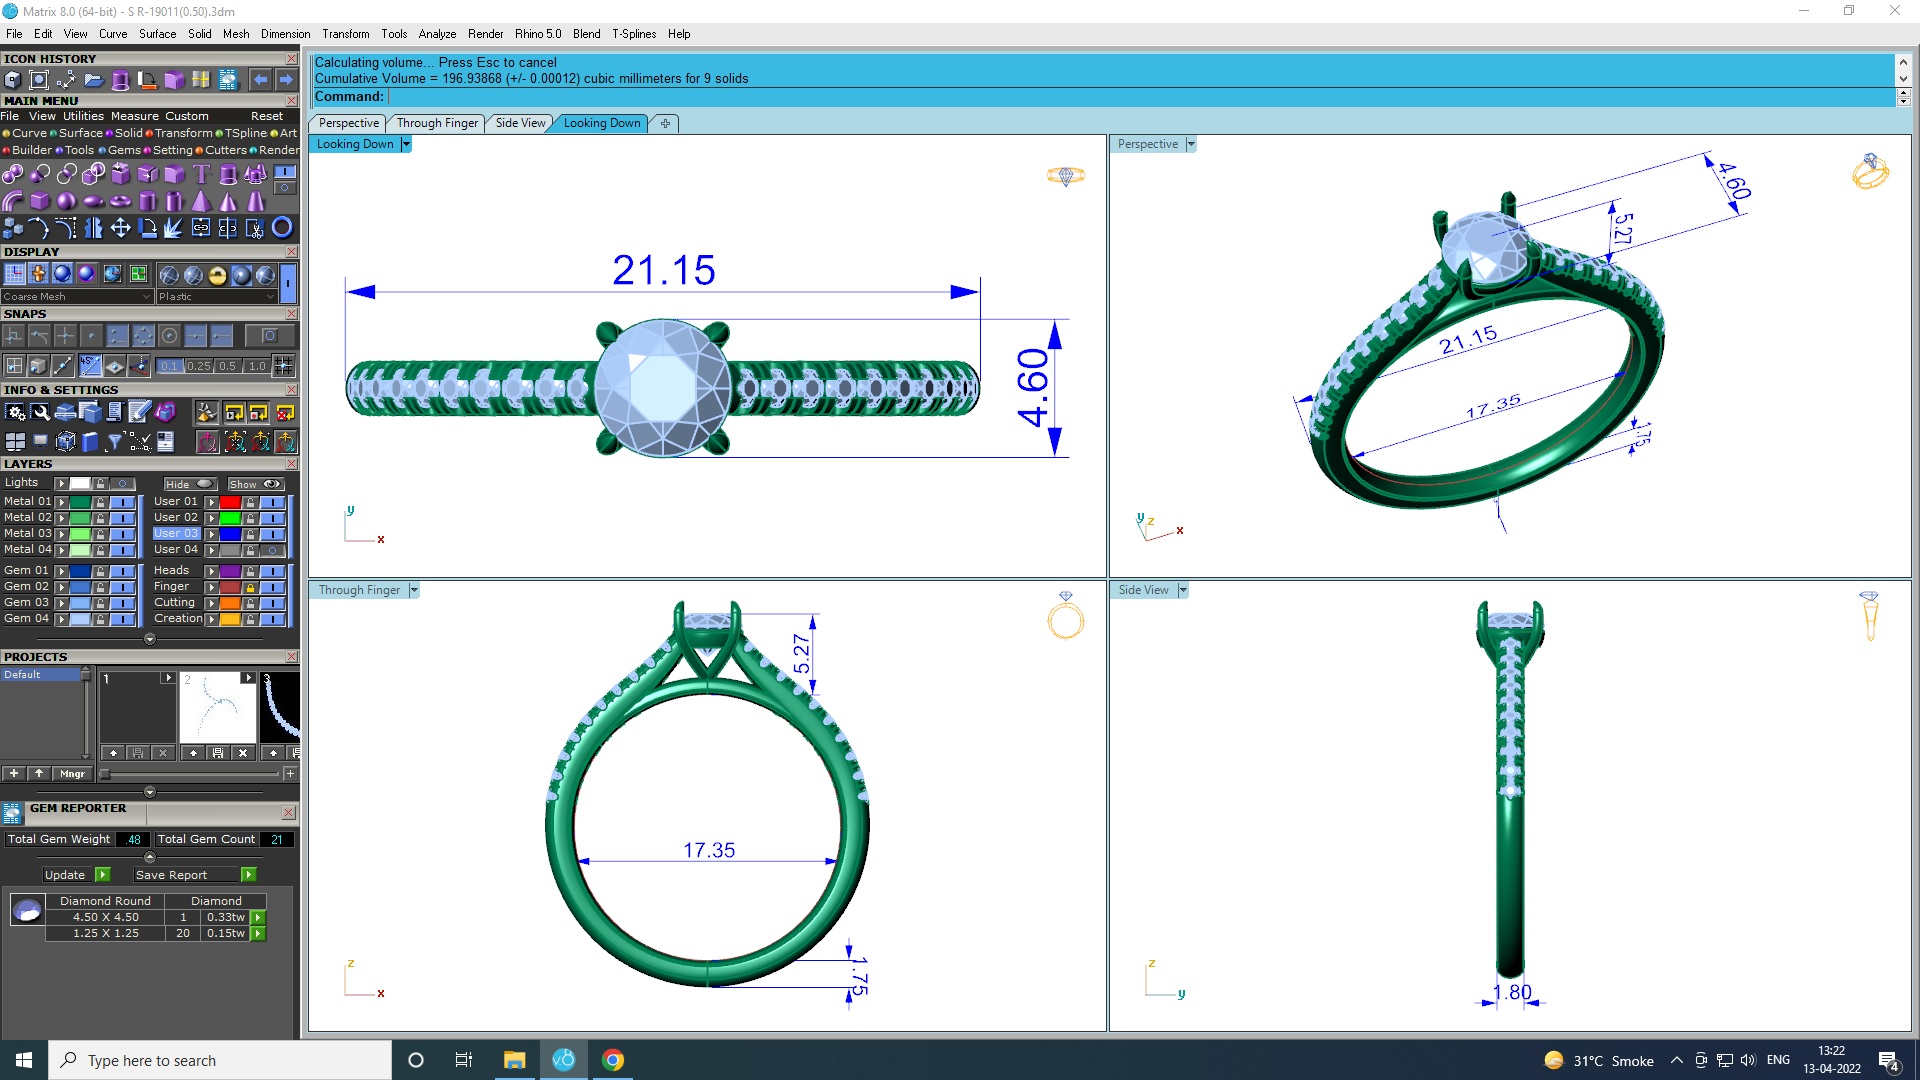 Matrix 8.0 (64-bit) - S R-19011(0.50).3dm
File Edit View Curve Surface Solid Mesh Dimension Transform Tools Analyze Render Rhino 5.0 Blend T-Splines Help
ICON HISTORY
MAIN MENU
File View Utilities Measure Custom Reset
Curve Surface Solid Transform TSpline Art
Builder Tools Gems Setting Cutters Render
DISPLAY
Coarse Mesh Plastic
SNAPS
45°
0.1 0.25 0.5 1.0
INFO & SETTINGS
LAYERS
Lights Hide Show
Metal 01 User 01
Metal 02 User 02
Metal 03 User 03
Metal 04 User 04
Gem 01 Heads
Gem 02 Finger
Gem 03 Cutting
Gem 04 Creation
PROJECTS
Default
1 2 3
Mngr
GEM REPORTER
Total Gem Weight .48 Total Gem Count 21
Update Save Report
Diamond Round Diamond
4.50 X 4.50 1 0.33tw
1.25 X 1.25 20 0.15tw
Calculating volume... Press Esc to cancel
Cumulative Volume = 196.93868 (+/- 0.00012) cubic millimeters for 9 solids
Command:
Perspective Through Finger Side View Looking Down
Looking Down
21.15
4.60
y
x
Perspective
4.60
5.27
21.15
17.35
1.75
y z x
Through Finger
5.27
17.35
1.75
z
x
Side View
1.80
z
y
Type here to search
31°C Smoke
ENG
13:22
13-04-2022
4